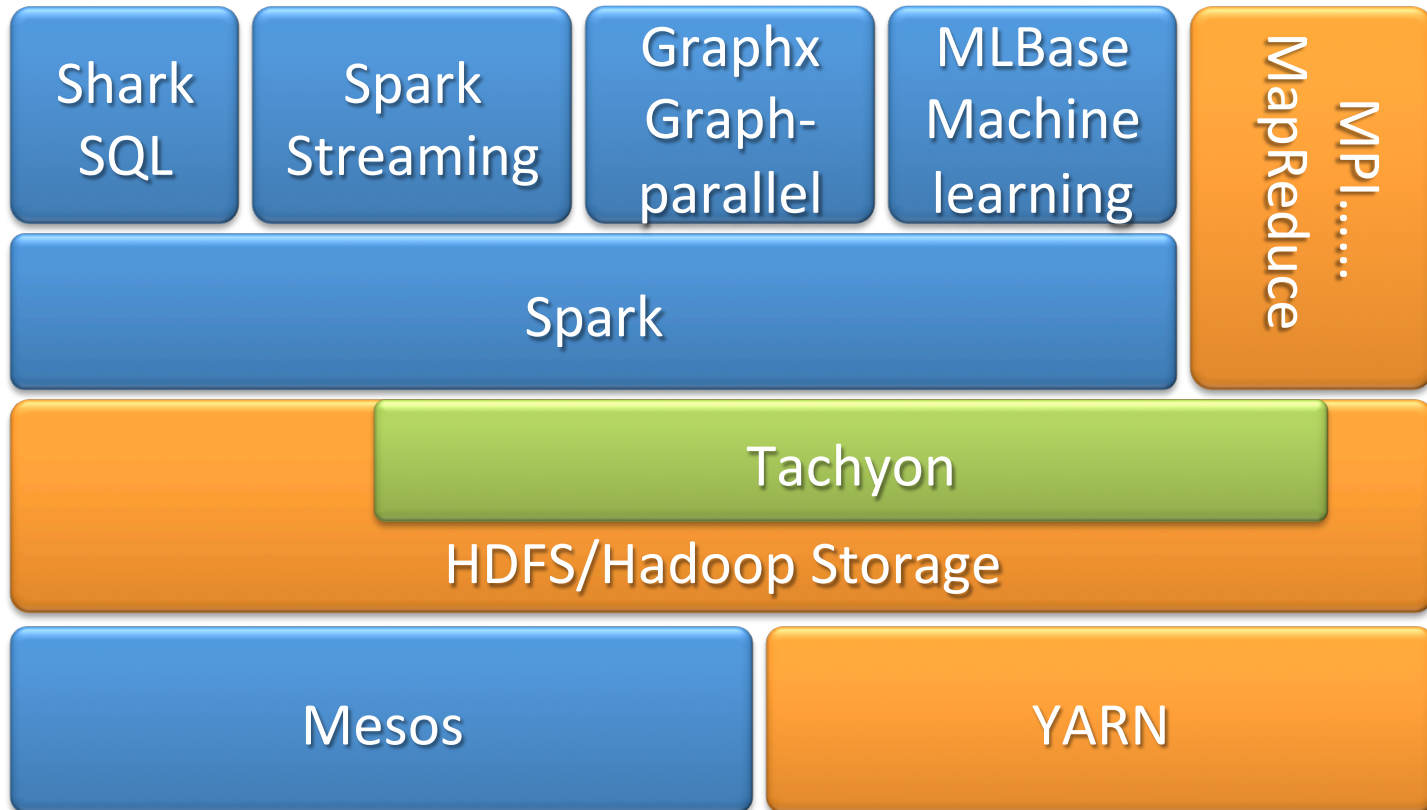 Shark
SQL
Spark
Streaming
Graphx
Graph-
parallel
MLBase
Machine
learning
MPI......
MapReduce
Spark
Tachyon
HDFS/Hadoop Storage
Mesos
YARN